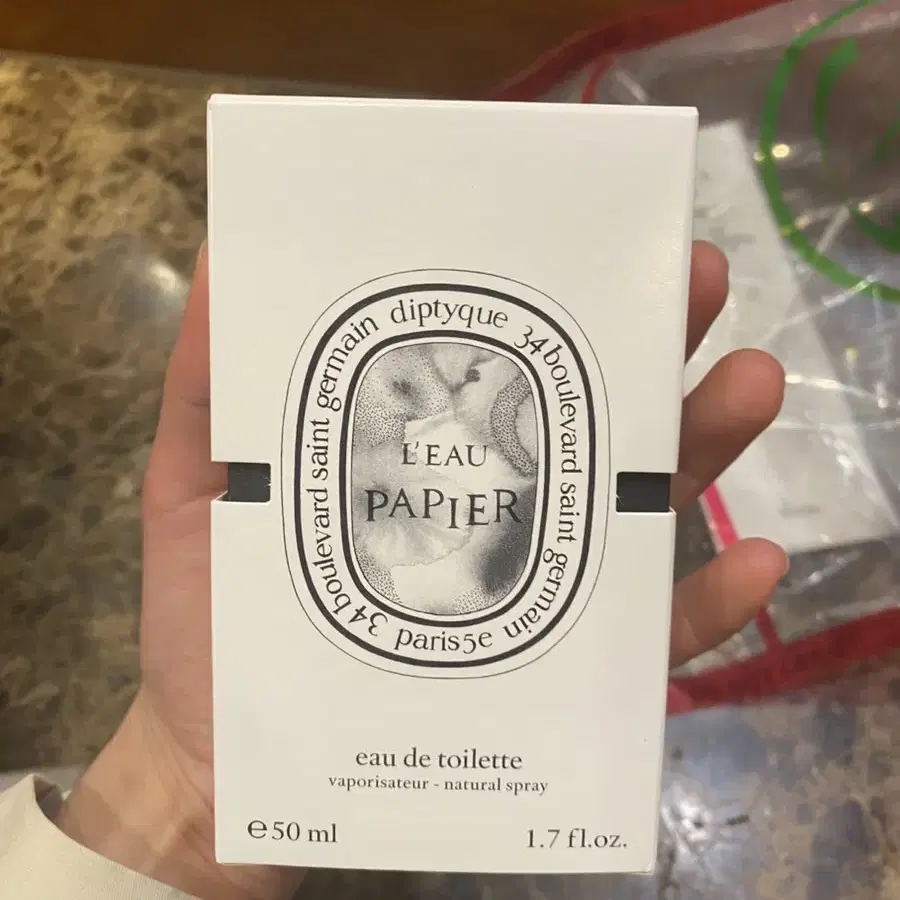 diptyque 34 boulevard saint germain paris 5e 34 boulevard saint germain
L'EAU
PAPIER
eau de toilette
vaporisateur - natural spray
e 50 ml
1.7 fl.oz.